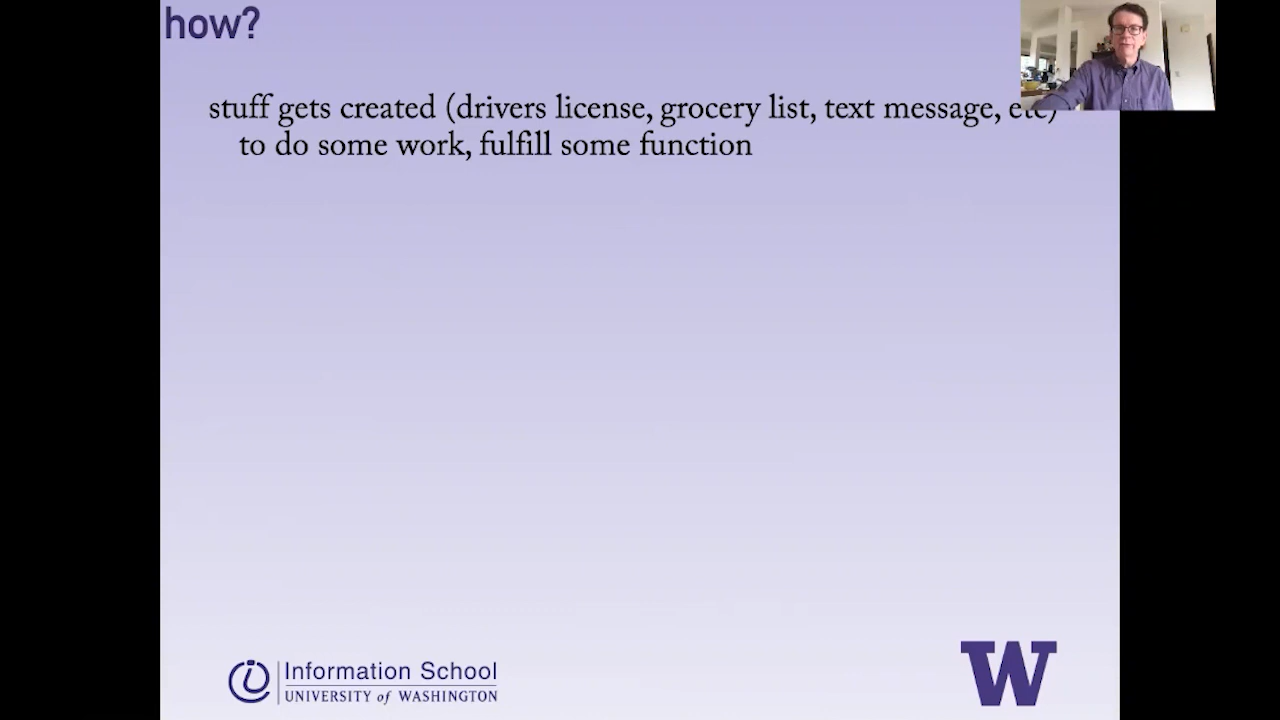 how?
stuff gets created (drivers license, grocery list, text message, etc)
to do some work, fulfill some function
Information School
UNIVERSITY of WASHINGTON
W